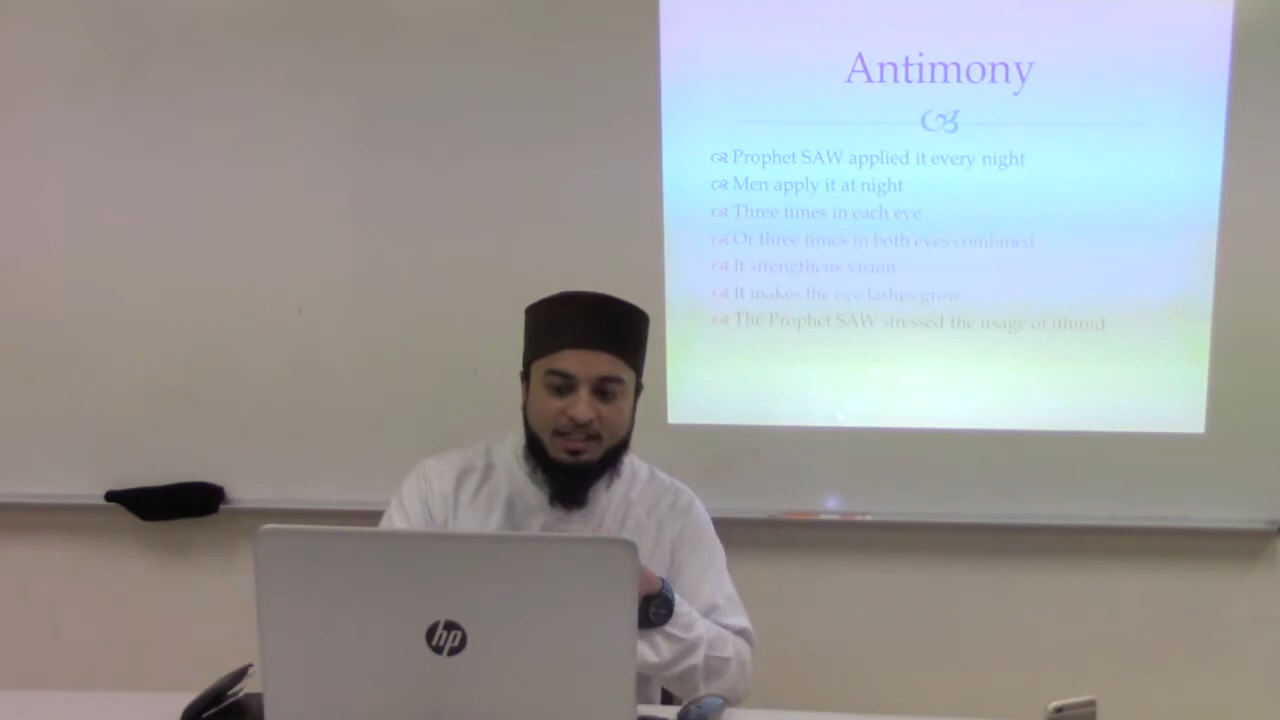 Antimony
Prophet SAW applied it every night
Men apply it at night
Three times in each eye
Or three times in both eyes combined
It strengthens vision
It makes the eye lashes grow
The Prophet SAW stressed the usage of ithmid
hp